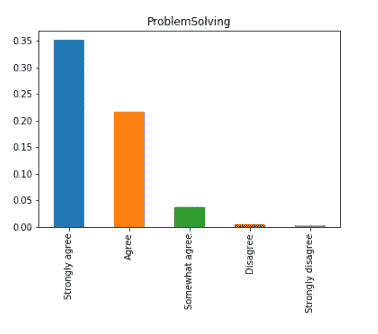 ProblemSolving
0.35
0.30
0.25
0.20
0.15
0.10
0.05
0.00
Strongly agree
Agree
Somewhat agree
Disagree
Strongly disagree